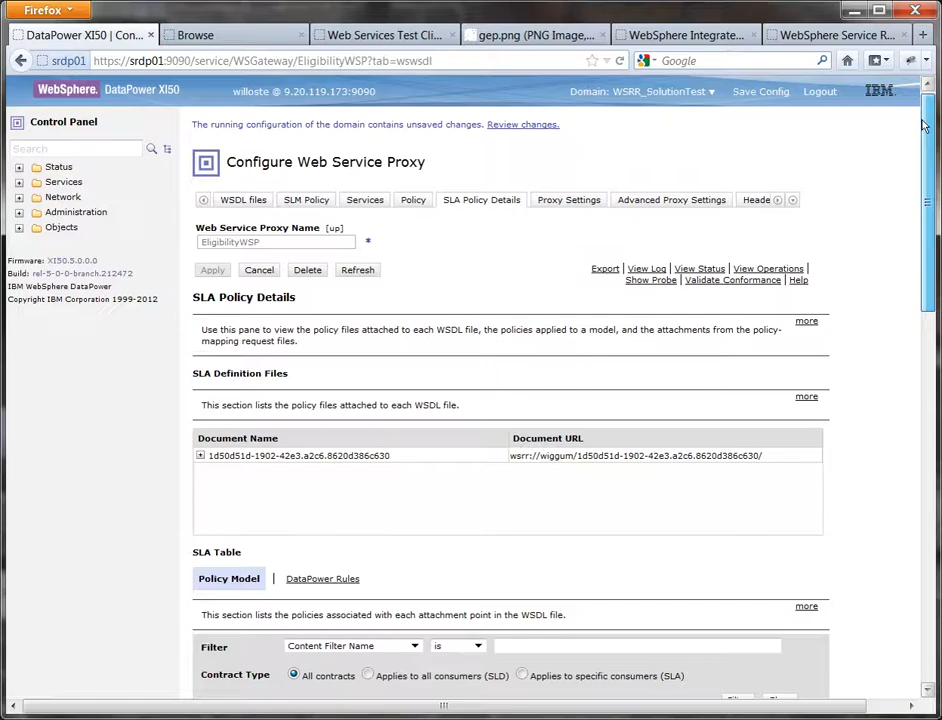 Firefox
DataPower XI50 | Con...
Browse
Web Services Test Cli...
gep.png (PNG Image,...
WebSphere Integrate...
WebSphere Service R...
srdp01
https://srdp01:9090/service/WSGateway/EligibilityWSP?tab=wswsdl
Google
WebSphere. DataPower XI50
willoste @ 9.20.119.173:9090
Domain: WSRR_SolutionTest
Save Config
Logout
IBM.
Control Panel
Search
Status
Services
Network
Administration
Objects
Firmware: XI50.5.0.0.0
Build: rel-5-0-0-branch.212472
IBM WebSphere DataPower
Copyright IBM Corporation 1999-2012
The running configuration of the domain contains unsaved changes. Review changes.
Configure Web Service Proxy
WSDL files
SLM Policy
Services
Policy
SLA Policy Details
Proxy Settings
Advanced Proxy Settings
Heade
Web Service Proxy Name [up]
EligibilityWSP *
Apply
Cancel
Delete
Refresh
Export | View Log | View Status | View Operations |
Show Probe | Validate Conformance | Help
SLA Policy Details
more
Use this pane to view the policy files attached to each WSDL file, the policies applied to a model, and the attachments from the policy-
mapping request files.
SLA Definition Files
more
This section lists the policy files attached to each WSDL file.
Document Name
Document URL
1d50d51d-1902-42e3.a2c6.8620d386c630
wsrr://wiggum/1d50d51d-1902-42e3.a2c6.8620d386c630/
SLA Table
Policy Model | DataPower Rules
more
This section lists the policies associated with each attachment point in the WSDL file.
Filter
Content Filter Name
is
Contract Type
All contracts
Applies to all consumers (SLD)
Applies to specific consumers (SLA)